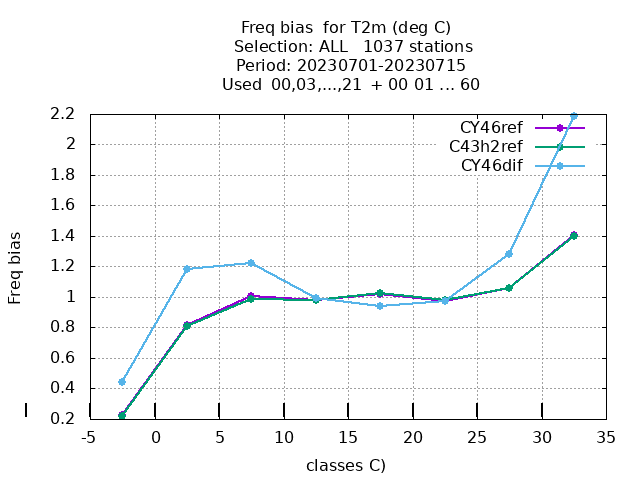 Freq bias for T2m (deg C)
Selection: ALL 1037 stations
Period: 20230701-20230715
Used 00,03,...,21 + 00 01 ... 60
CY46ref
C43h2ref
CY46dif
Freq bias
2.2
2
1.8
1.6
1.4
1.2
1
0.8
0.6
0.4
0.2
-5 0 5 10 15 20 25 30 35
classes C)